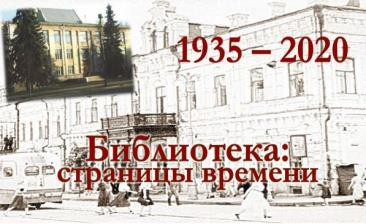 1935 – 2020
Библиотека:
страницы времени